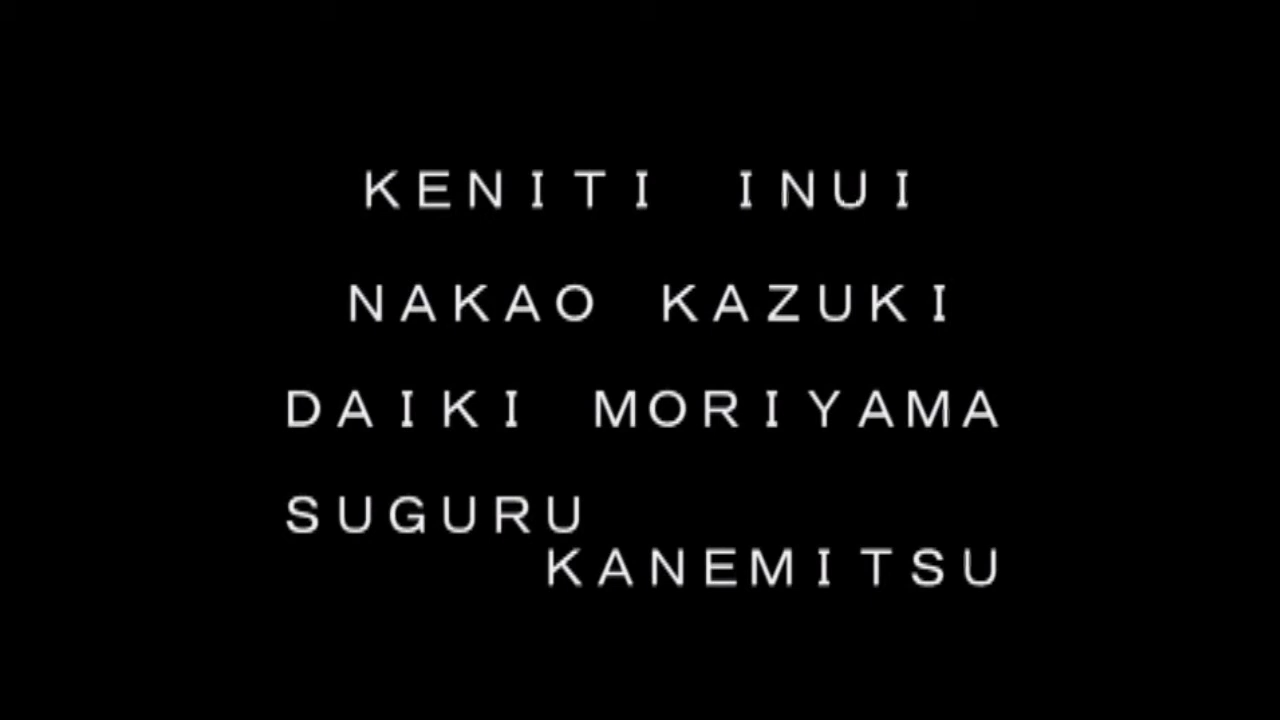 KENITI INUI
NAKAO KAZUKI
DAIKI MORIYAMA
SUGURU
KANEMITSU